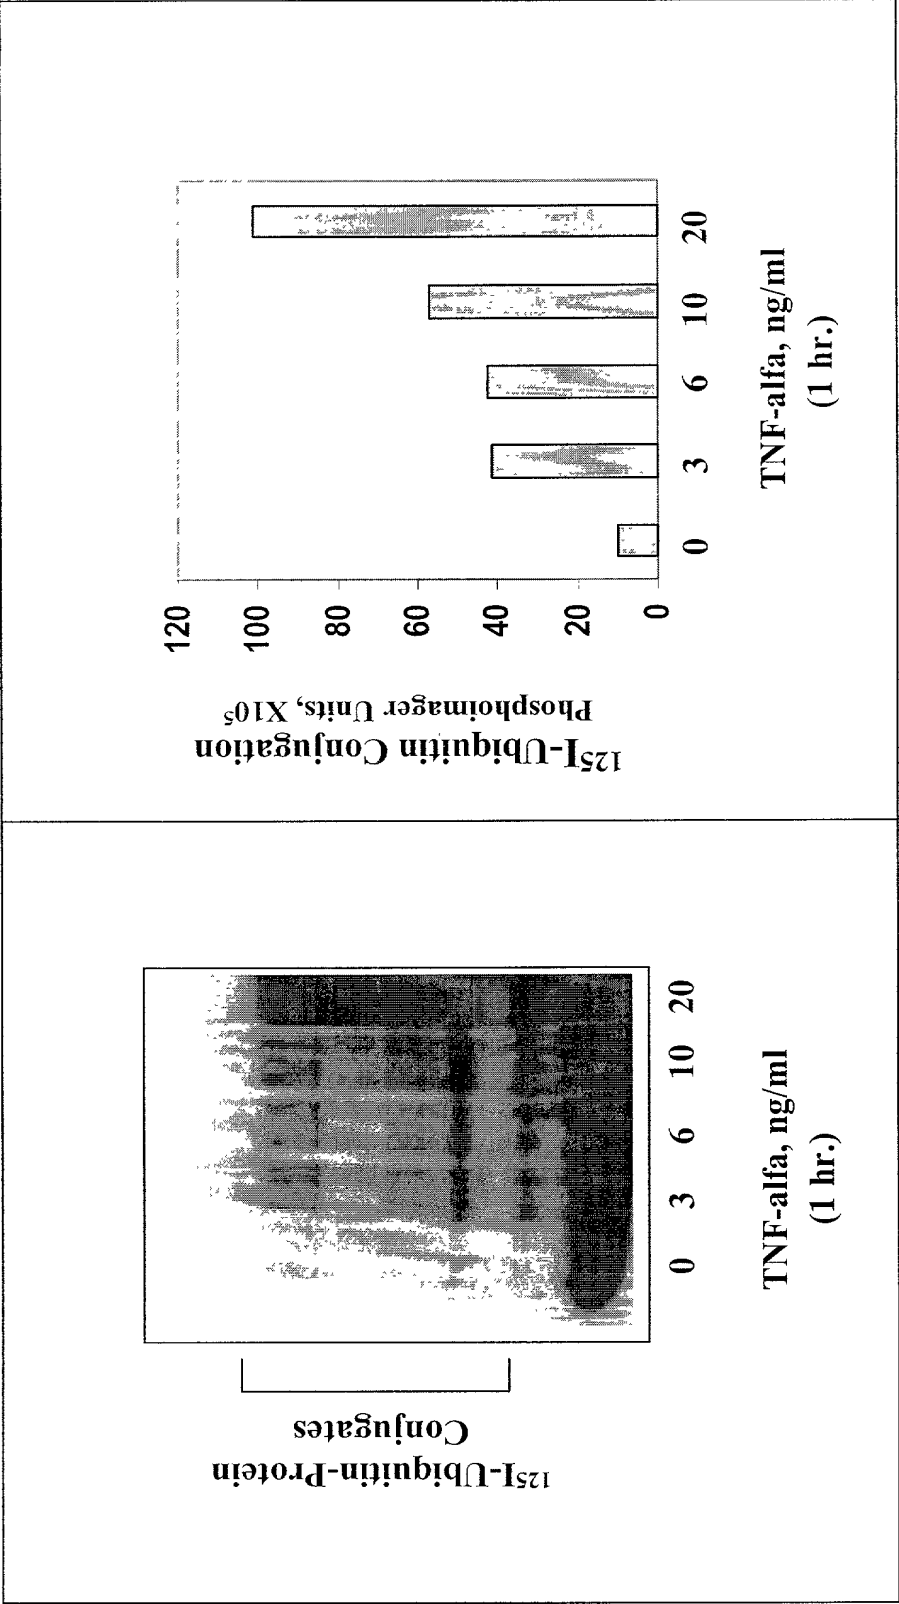 ¹²⁵I-Ubiquitin-Protein
Conjugates
0 3 6 10 20
TNF-alfa, ng/ml
(1 hr.)
¹²⁵I-Ubiquitin Conjugation
Phosphoimager Units, X10⁵
120
100
80
60
40
20
0
0 3 6 10 20
TNF-alfa, ng/ml
(1 hr.)